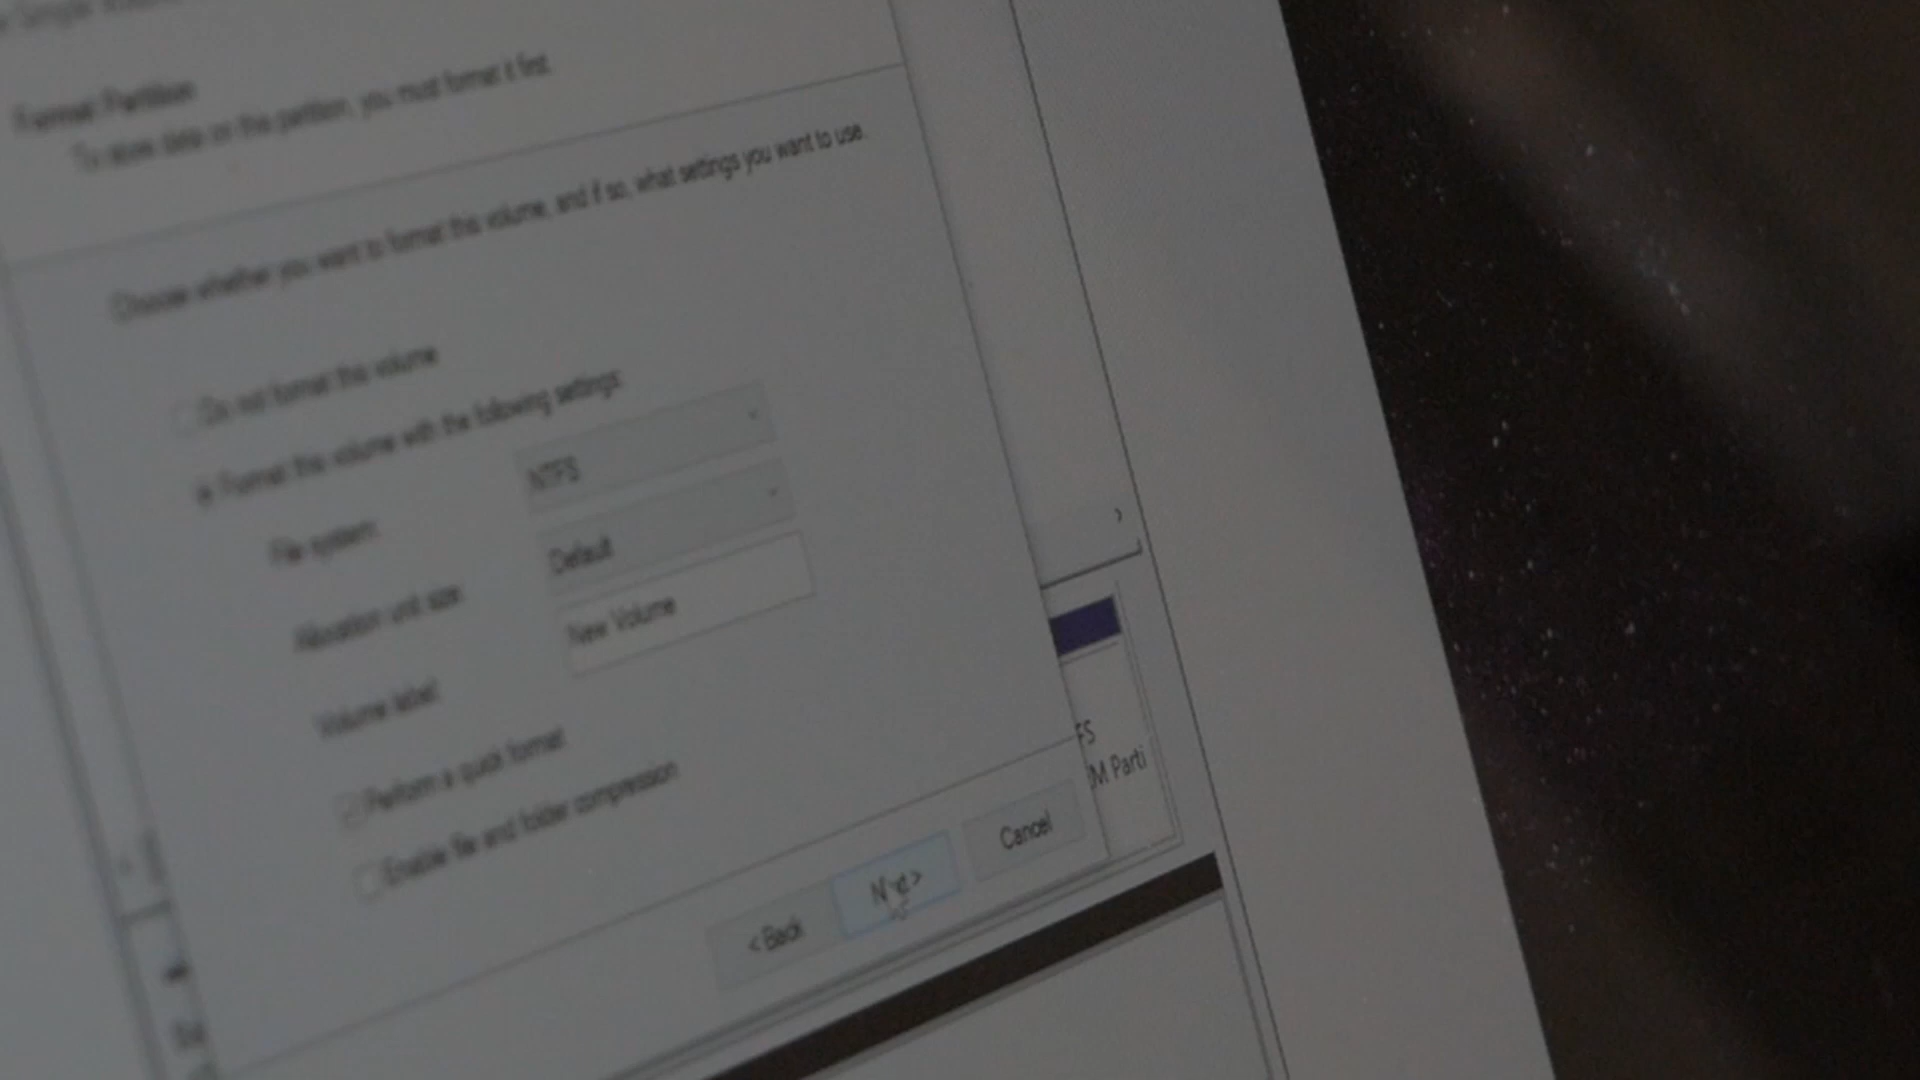 Format Partition
To store data on this partition, you must format it first.
Choose whether you want to format this volume, and if so, what settings you want to use.
Do not format this volume
Format this volume with the following settings:
File system:
NTFS
Allocation unit size:
Default
Volume label:
New Volume
Perform a quick format
Enable file and folder compression
< Back
Next >
Cancel
FS
M Parti